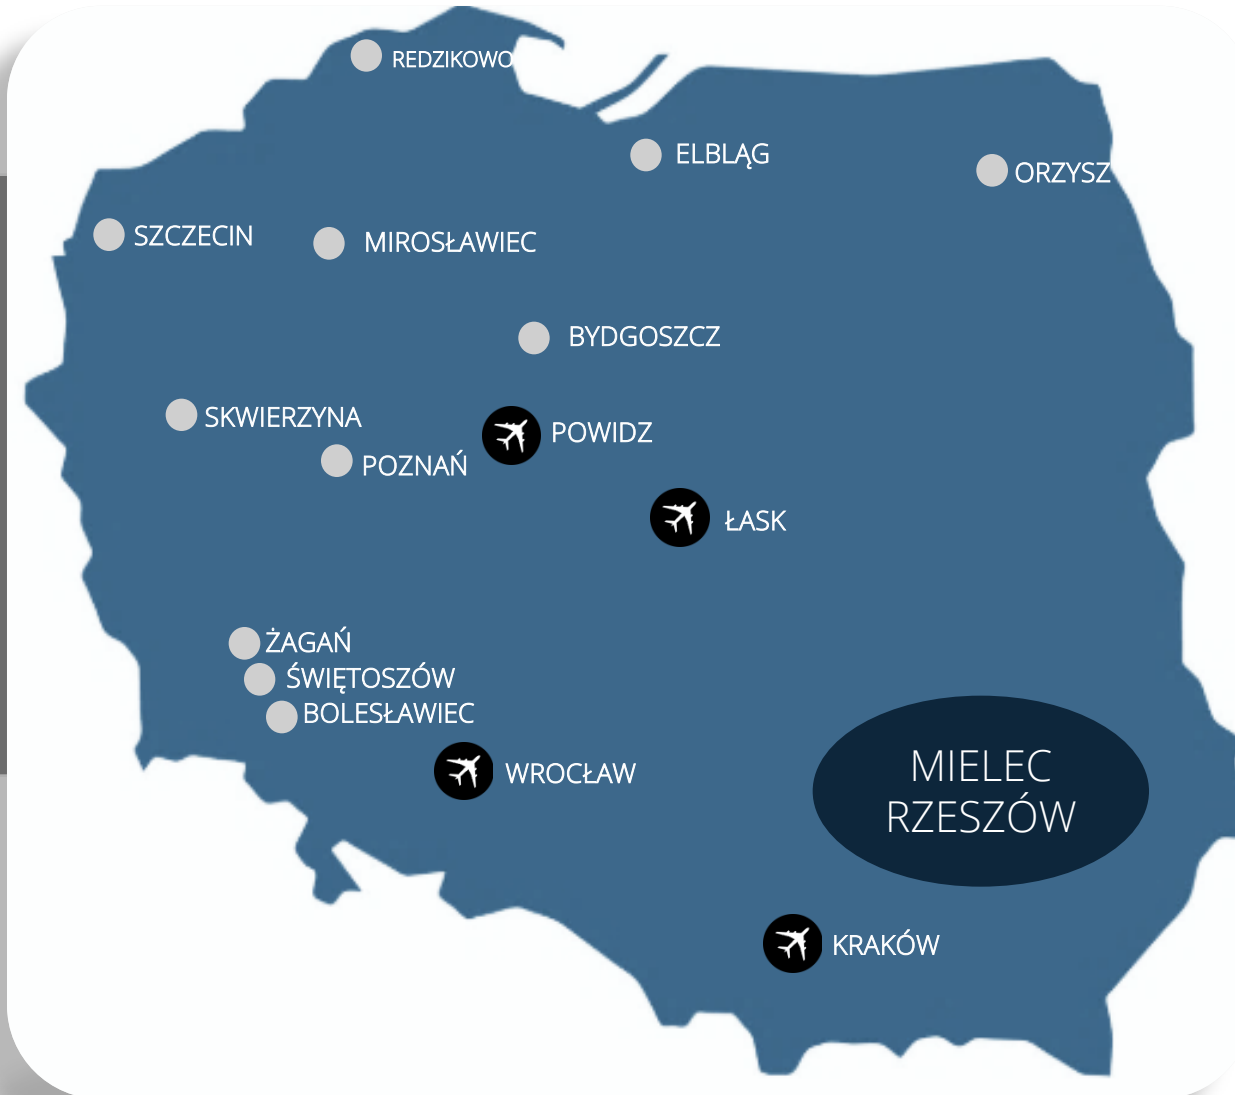 REDZIKOWO
ELBLĄG
ORZYSZ
SZCZECIN
MIROSŁAWIEC
BYDGOSZCZ
SKWIERZYNA
POWIDZ
POZNAŃ
ŁASK
ŻAGAŃ
ŚWIĘTOSZÓW
BOLESŁAWIEC
WROCŁAW
MIELEC
RZESZÓW
KRAKÓW